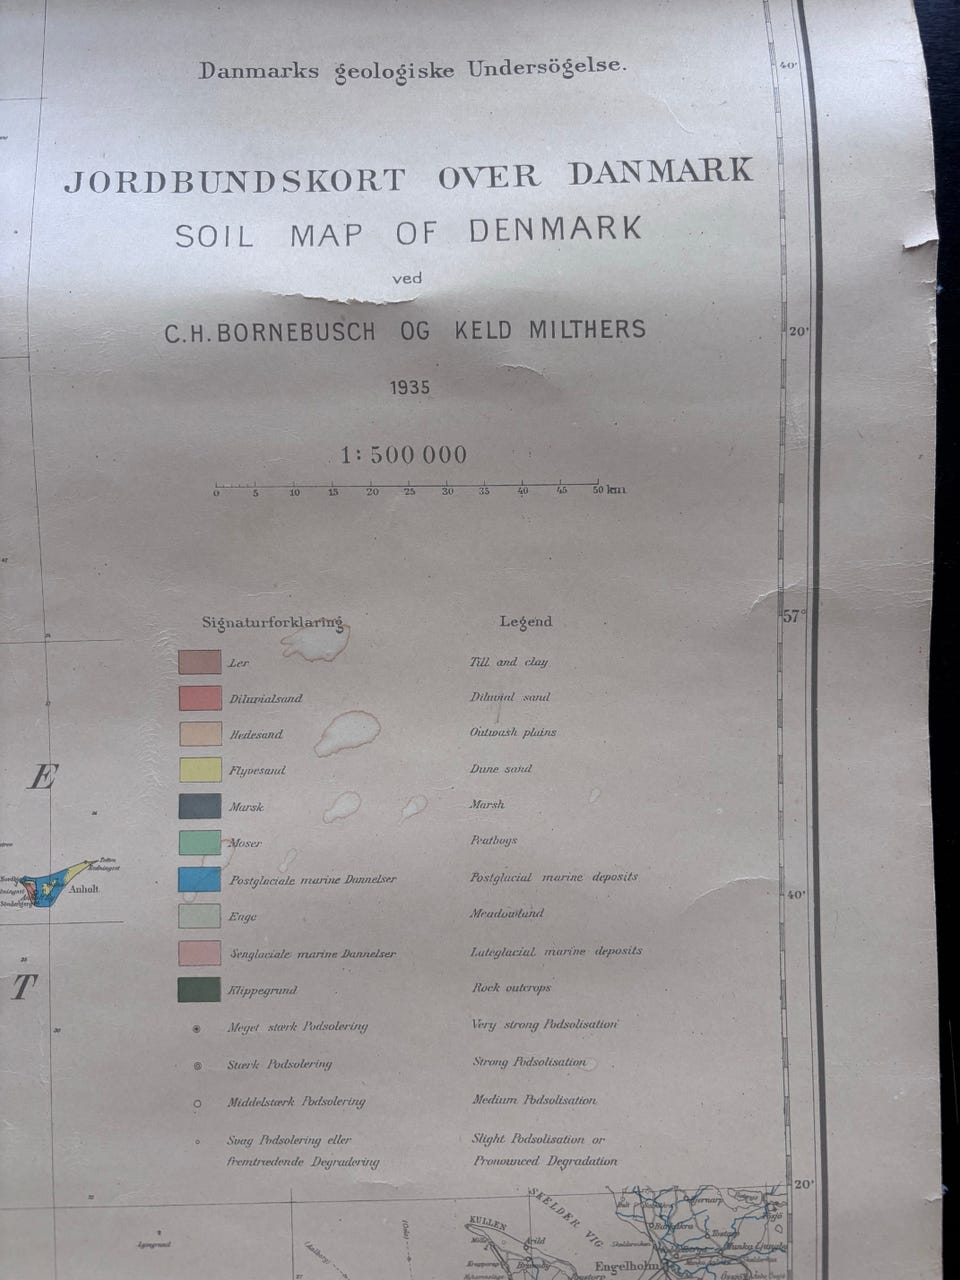 Danmarks geologiske Undersögelse.
40'
JORDBUNDSKORT OVER DANMARK
SOIL MAP OF DENMARK
ved
C.H. BORNEBUSCH OG KELD MILTHERS
20'
1935
1: 500 000
0 5 10 15 20 25 30 35 40 45 50 km
57°
Signaturforklaring Legend
Ler Till and clay
Diluvialsand Diluvial sand
Hedesand Outwash plains
Flyvesand Dune sand
E
Marsk Marsh
Moser Peatbogs
Postglaciale marine Dannelser Postglacial marine deposits
Anholt
40'
Enge Meadowland
Senglaciale marine Dannelser Lateglacial marine deposits
T
Klippegrund Rock outcrops
Meget stærk Podsolering Very strong Podsolisation
Stærk Podsolering Strong Podsolisation
Middelstærk Podsolering Medium Podsolisation
Svag Podsolering eller Slight Podsolisation or
fremtrædende Degradering Pronounced Degradation
20'
SKELDER VIG
KULLEN
Arild
Engelholm